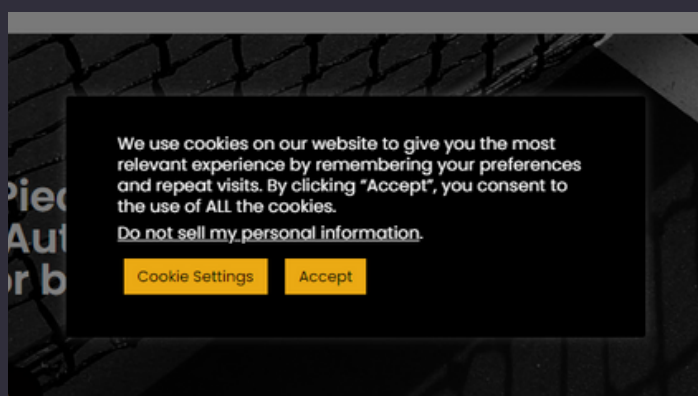 We use cookies on our website to give you the most
relevant experience by remembering your preferences
and repeat visits. By clicking “Accept”, you consent to
the use of ALL the cookies.
Do not sell my personal information.
Cookie Settings Accept